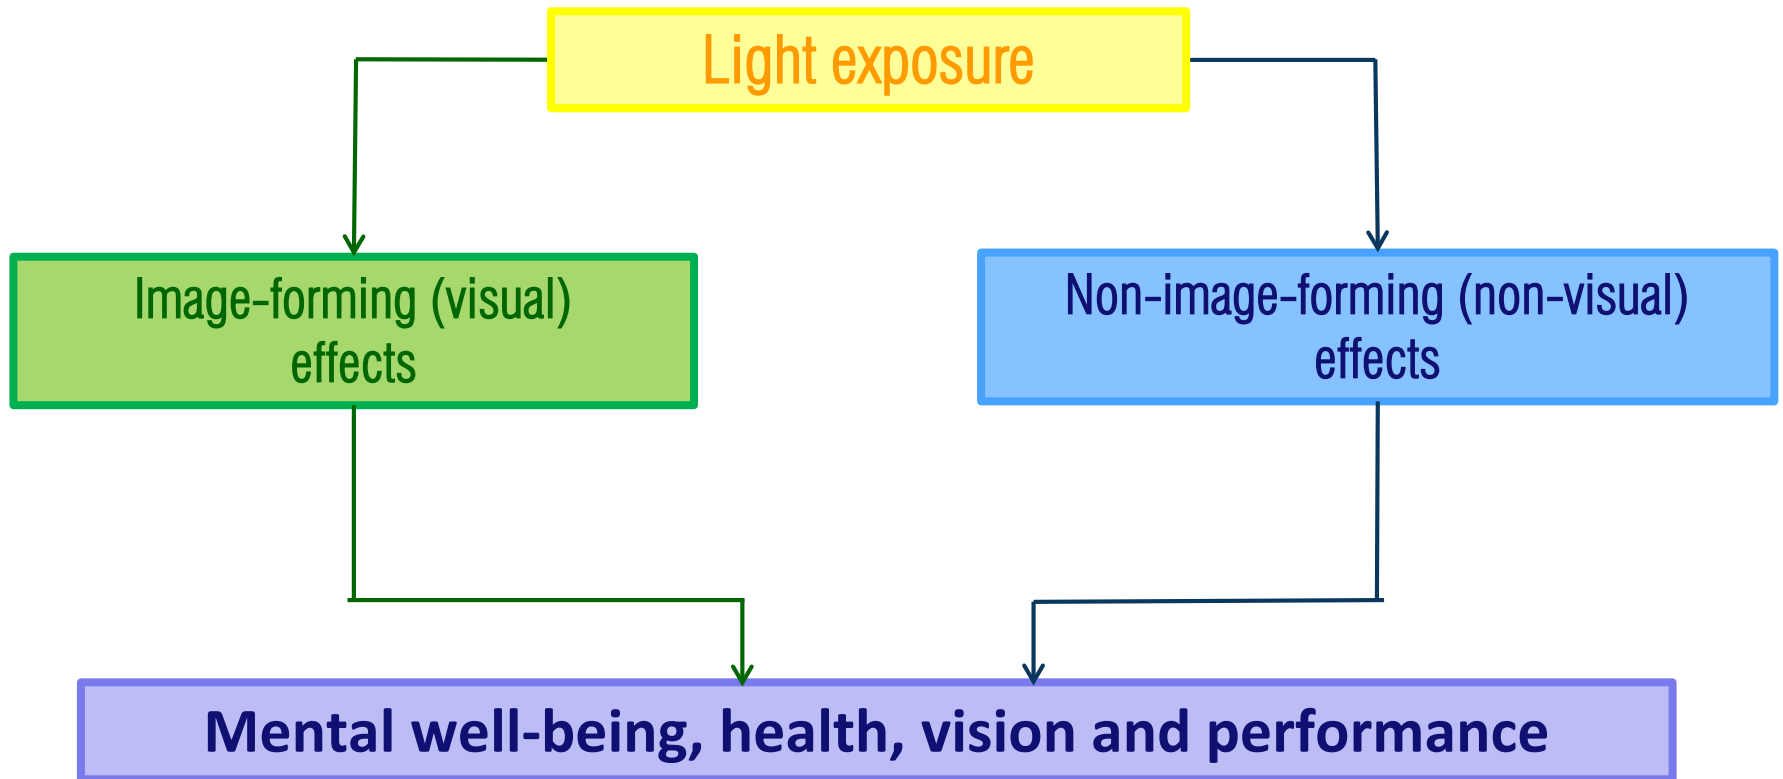 Light exposure
Image-forming (visual)
effects
Non-image-forming (non-visual)
effects
Mental well-being, health, vision and performance